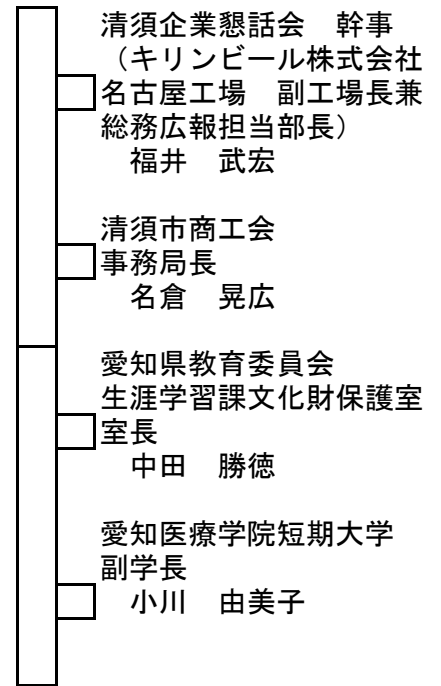 清須企業懇話会　幹事
（キリンビール株式会社
名古屋工場　副工場長兼
総務広報担当部長）
福井　武宏
清須市商工会
事務局長
名倉　晃広
愛知県教育委員会
生涯学習課文化財保護室
室長
中田　勝徳
愛知医療学院短期大学
副学長
小川　由美子